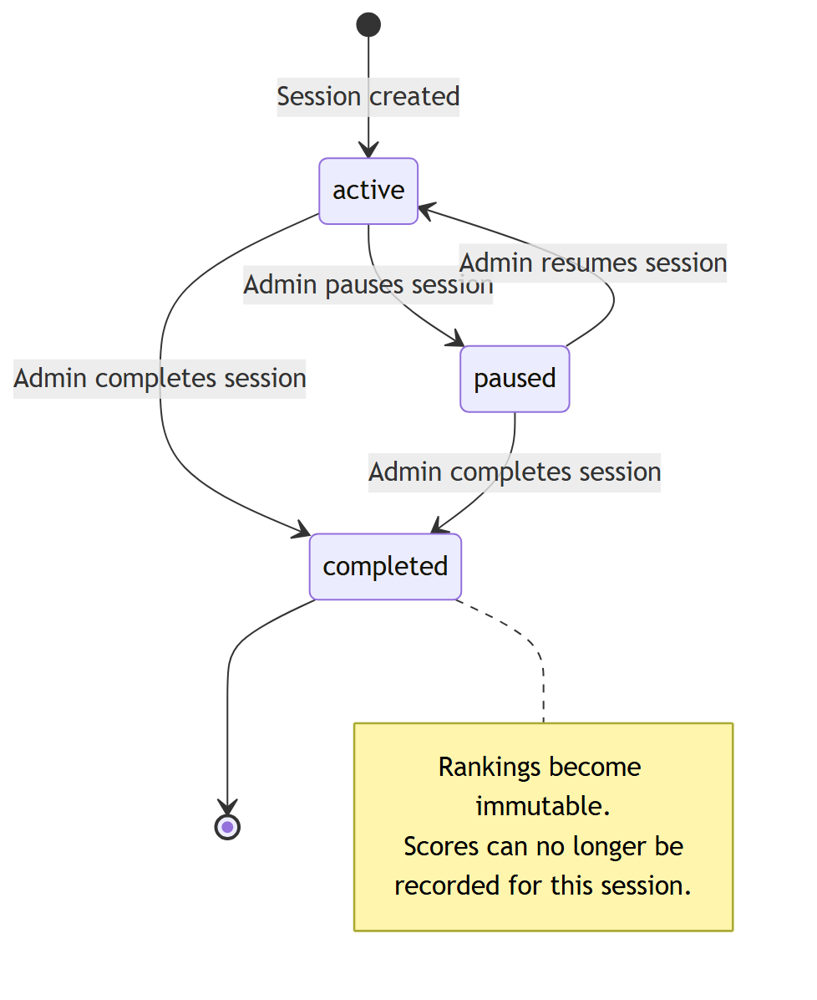 Session created
active
Admin resumes session
Admin pauses session
Admin completes session
paused
Admin completes session
completed
Rankings become
immutable.
Scores can no longer be
recorded for this session.